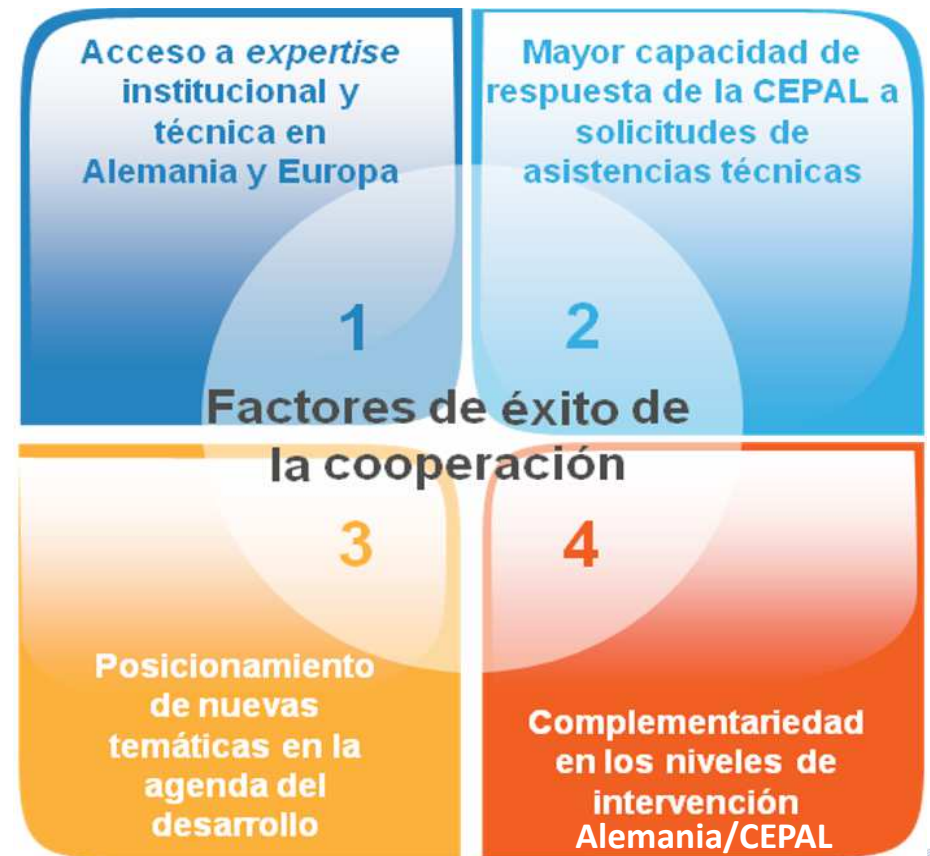 Acceso a expertise
institucional y
técnica en
Alemania y Europa
Mayor capacidad de
respuesta de la CEPAL a
solicitudes de
asistencias técnicas
1
2
Factores de éxito de
la cooperación
3
4
Posicionamiento
de nuevas
temáticas en la
agenda del
desarrollo
Complementariedad
en los niveles de
intervención
Alemania/CEPAL